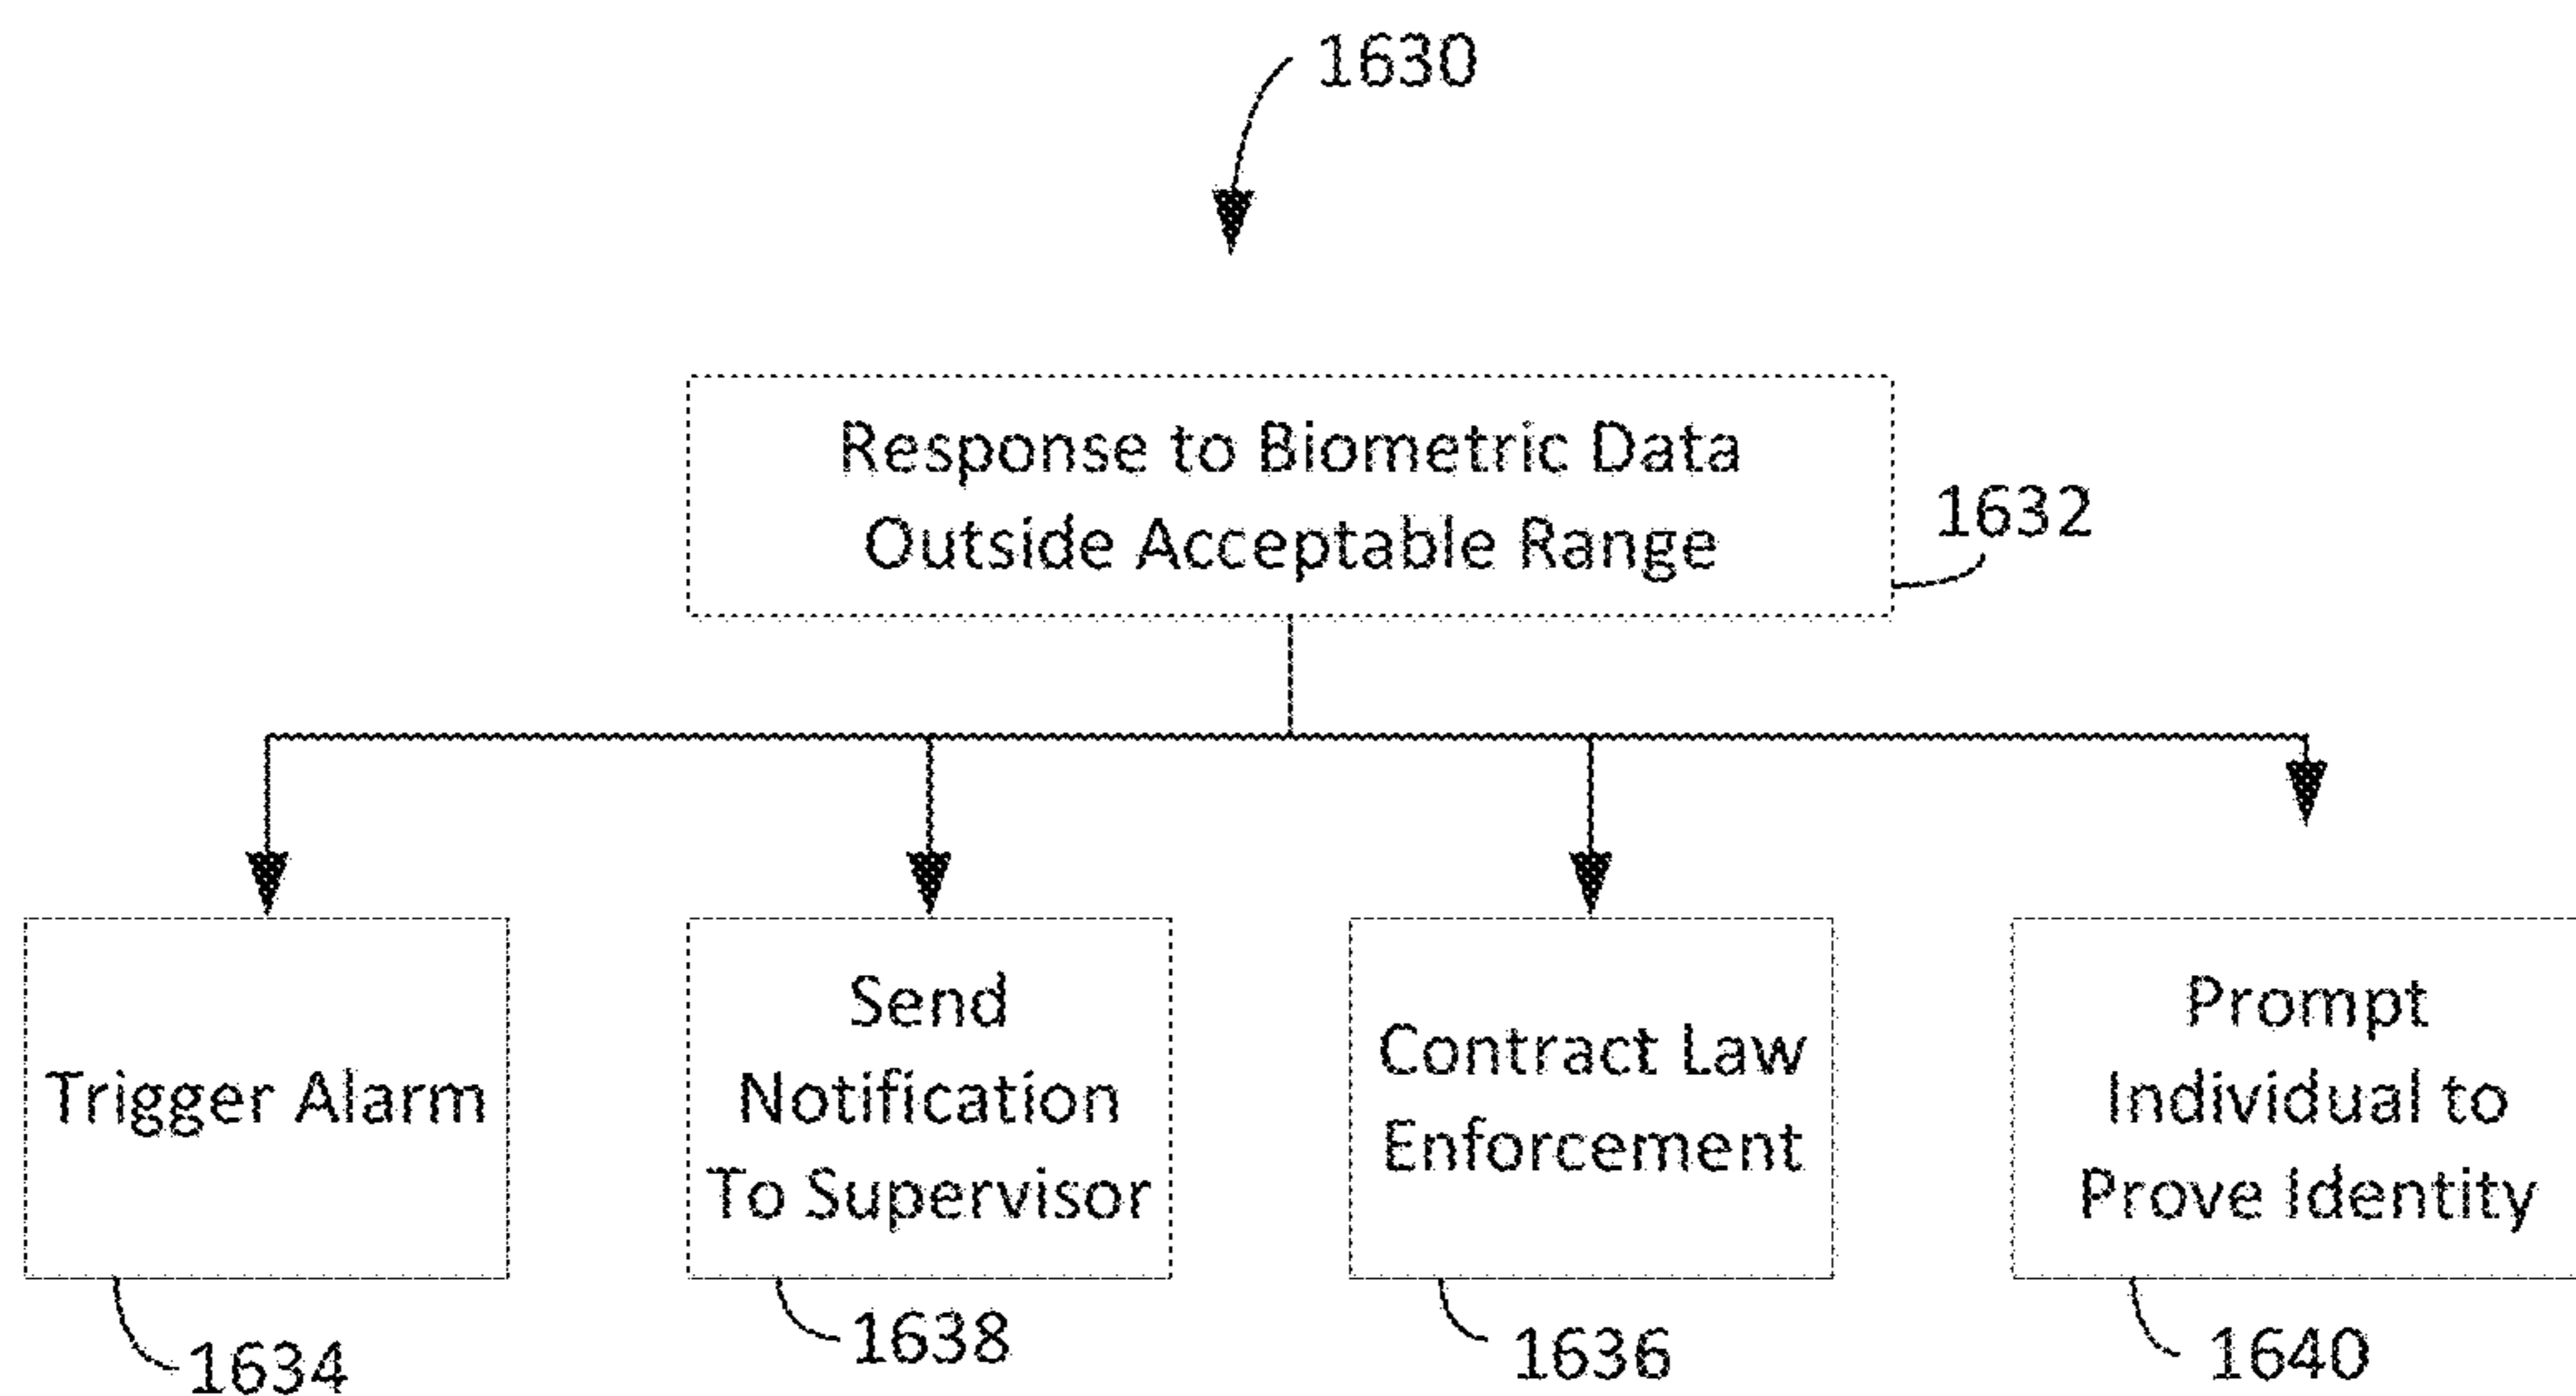 1630
Response to Biometric Data
Outside Acceptable Range
1632
Trigger Alarm
1634
Send
Notification
To Supervisor
1638
Contract Law
Enforcement
1636
Prompt
Individual to
Prove Identity
1640